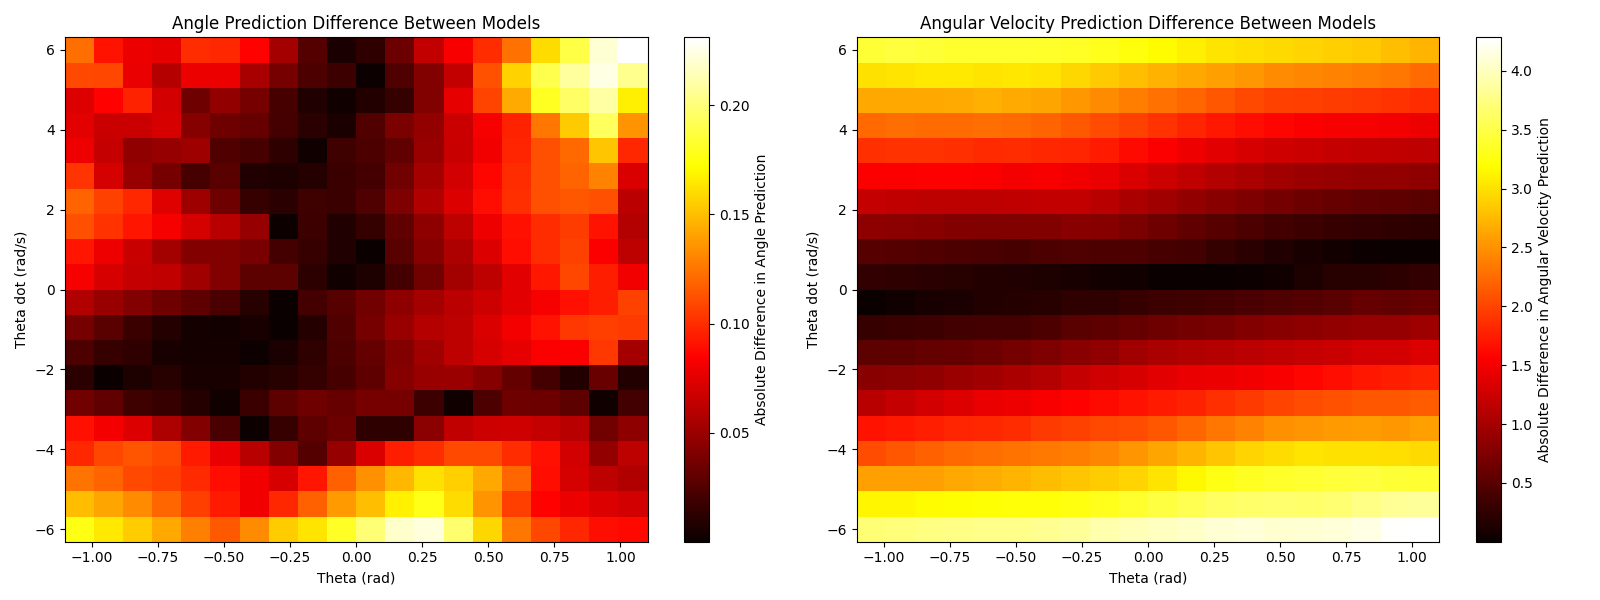 Angle Prediction Difference Between Models
Theta dot (rad/s)
6
4
2
0
−2
−4
−6
−1.00 −0.75 −0.50 −0.25 0.00 0.25 0.50 0.75 1.00
Theta (rad)
0.20
0.15
0.10
0.05
Absolute Difference in Angle Prediction
Angular Velocity Prediction Difference Between Models
Theta dot (rad/s)
6
4
2
0
−2
−4
−6
−1.00 −0.75 −0.50 −0.25 0.00 0.25 0.50 0.75 1.00
Theta (rad)
4.0
3.5
3.0
2.5
2.0
1.5
1.0
0.5
Absolute Difference in Angular Velocity Prediction